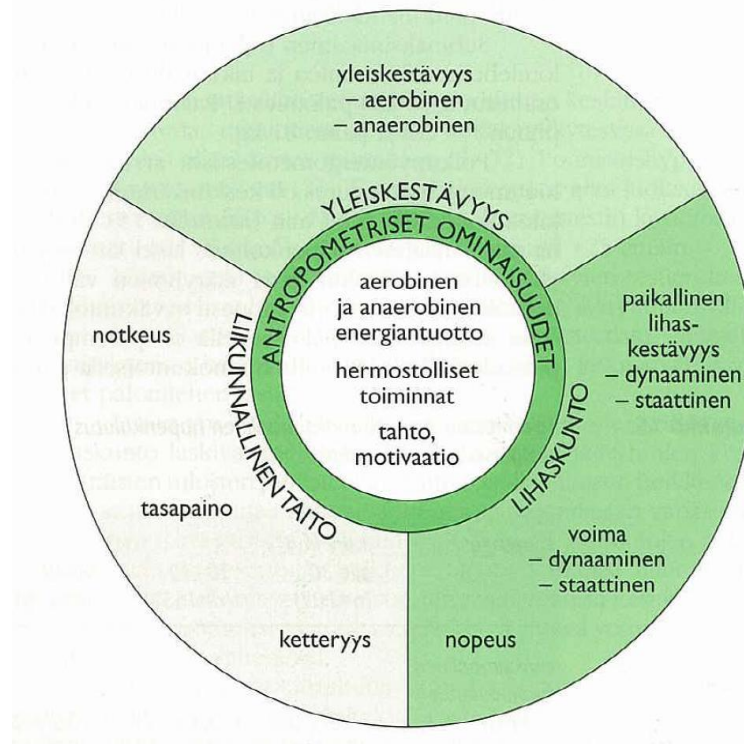 yleiskestävyys
– aerobinen
– anaerobinen
YLEISKESTÄVYYS
ANTROPOMETRISET OMINAISUUDET
aerobinen
ja anaerobinen
energiantuotto
hermostolliset
toiminnat
tahto,
motivaatio
LIIKUNNALLINEN TAITO
LIHASKUNTO
notkeus
tasapaino
ketteryys
paikallinen
lihas-
kestävyys
– dynaaminen
– staattinen
voima
– dynaaminen
– staattinen
nopeus